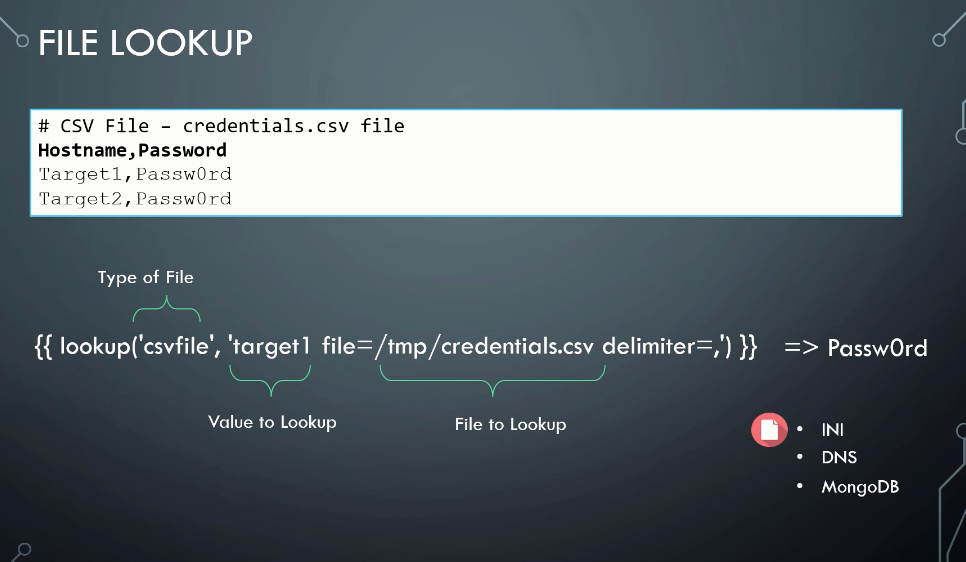 FILE LOOKUP
# CSV File – credentials.csv file
Hostname,Password
Target1,Passw0rd
Target2,Passw0rd
Type of File
{{ lookup('csvfile', 'target1 file=/tmp/credentials.csv delimiter=,') }} => Passw0rd
Value to Lookup
File to Lookup
• INI
• DNS
• MongoDB